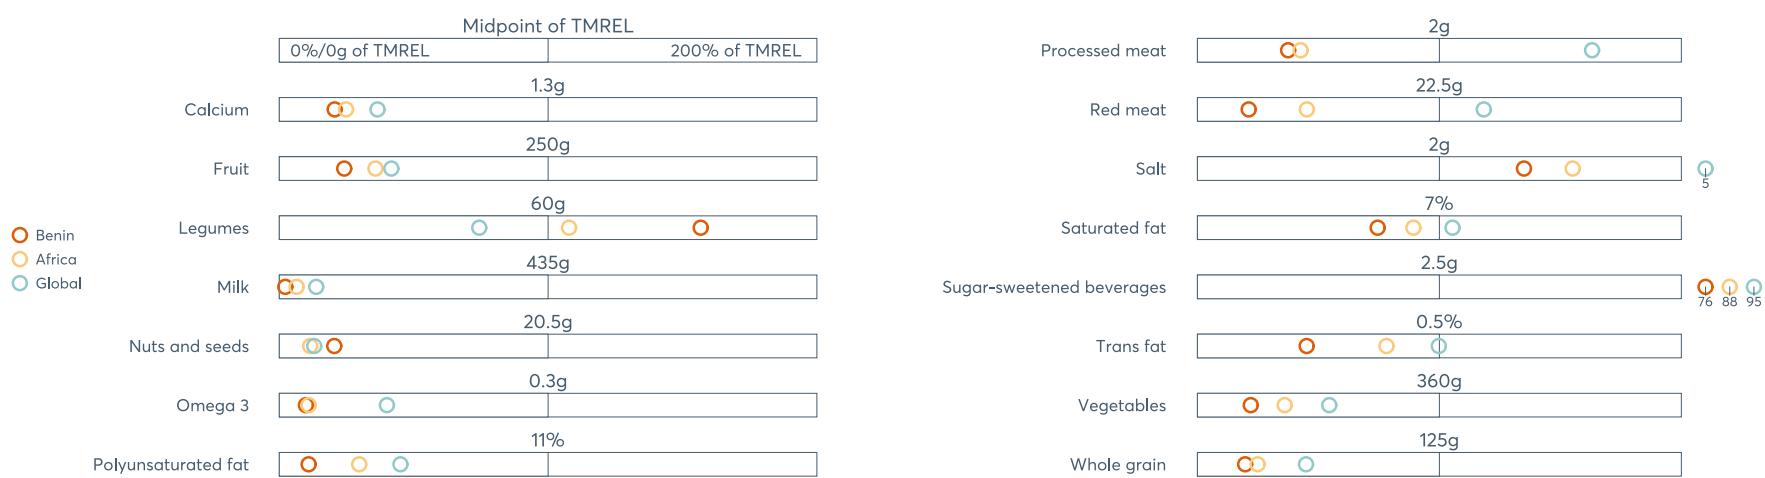 Midpoint of TMREL
0%/0g of TMREL 200% of TMREL
1.3g
Calcium
250g
Fruit
60g
Legumes
435g
Milk
20.5g
Nuts and seeds
0.3g
Omega 3
11%
Polyunsaturated fat
Benin
Africa
Global
2g
Processed meat
22.5g
Red meat
2g
Salt
5
7%
Saturated fat
2.5g
Sugar-sweetened beverages
76 88 95
0.5%
Trans fat
360g
Vegetables
125g
Whole grain